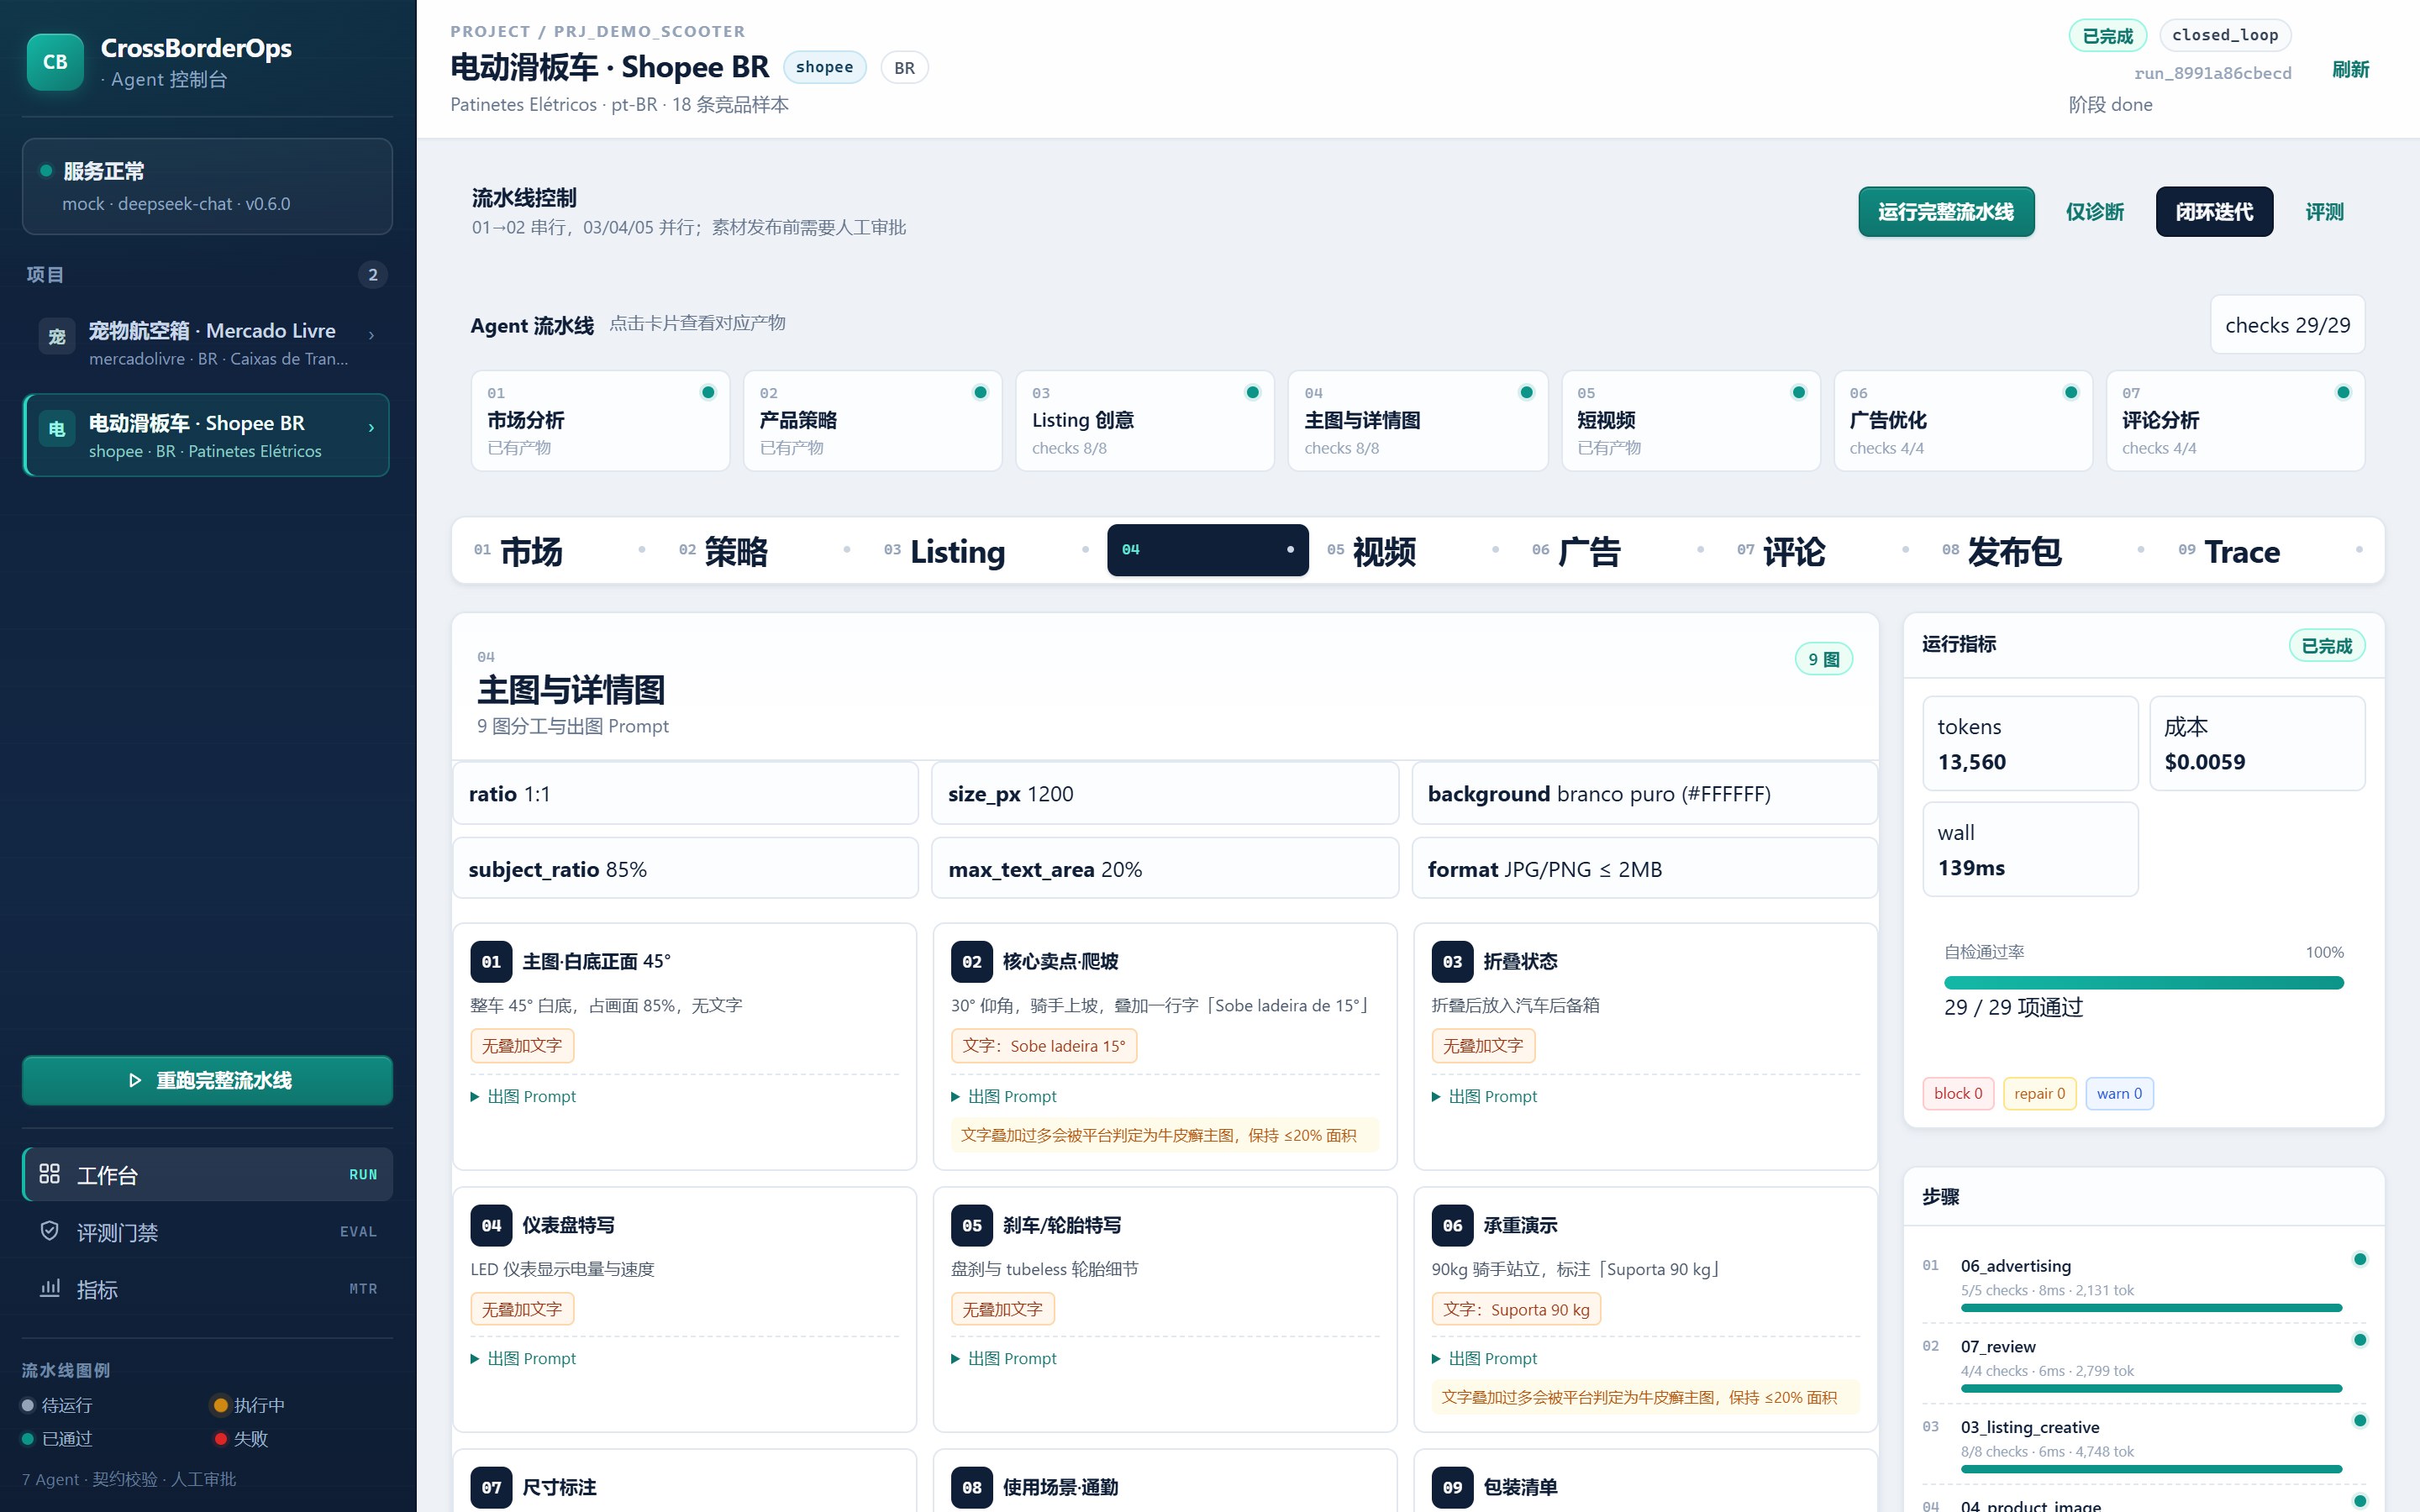 CB
CrossBorderOps
· Agent 控制台
服务正常
mock · deepseek-chat · v0.6.0
项目
2
宠
宠物航空箱 · Mercado Livre
›
mercadolivre · BR · Caixas de Tran...
电
电动滑板车 · Shopee BR
›
shopee · BR · Patinetes Elétricos
重跑完整流水线
工作台
RUN
评测门禁
EVAL
指标
MTR
流水线图例
待运行
执行中
已通过
失败
7 Agent · 契约校验 · 人工审批
PROJECT / PRJ_DEMO_SCOOTER
电动滑板车 · Shopee BR
shopee
BR
Patinetes Elétricos · pt-BR · 18 条竞品样本
已完成
closed_loop
run_8991a86cbecd
阶段 done
刷新
流水线控制
01→02 串行，03/04/05 并行；素材发布前需要人工审批
运行完整流水线
仅诊断
闭环迭代
评测
Agent 流水线
点击卡片查看对应产物
checks 29/29
01
市场分析
已有产物
02
产品策略
已有产物
03
Listing 创意
checks 8/8
04
主图与详情图
checks 8/8
05
短视频
已有产物
06
广告优化
checks 4/4
07
评论分析
checks 4/4
01 市场
02 策略
03 Listing
04
05 视频
06 广告
07 评论
08 发布包
09 Trace
04
主图与详情图
9 图分工与出图 Prompt
9 图
ratio 1:1
size_px 1200
background branco puro (#FFFFFF)
subject_ratio 85%
max_text_area 20%
format JPG/PNG ≤ 2MB
01 主图·白底正面 45°
整车 45° 白底，占画面 85%，无文字
无叠加文字
出图 Prompt
02 核心卖点·爬坡
30° 仰角，骑手上坡，叠加一行字「Sobe ladeira de 15°」
文字：Sobe ladeira 15°
出图 Prompt
文字叠加过多会被平台判定为牛皮癣主图，保持 ≤20% 面积
03 折叠状态
折叠后放入汽车后备箱
无叠加文字
出图 Prompt
04 仪表盘特写
LED 仪表显示电量与速度
无叠加文字
出图 Prompt
05 刹车/轮胎特写
盘刹与 tubeless 轮胎细节
无叠加文字
出图 Prompt
06 承重演示
90kg 骑手站立，标注「Suporta 90 kg」
文字：Suporta 90 kg
出图 Prompt
文字叠加过多会被平台判定为牛皮癣主图，保持 ≤20% 面积
07 尺寸标注
08 使用场景·通勤
09 包装清单
运行指标
已完成
tokens
13,560
成本
$0.0059
wall
139ms
自检通过率
100%
29 / 29 项通过
block 0
repair 0
warn 0
步骤
01 06_advertising
5/5 checks · 8ms · 2,131 tok
02 07_review
4/4 checks · 6ms · 2,799 tok
03 03_listing_creative
8/8 checks · 6ms · 4,748 tok
04 04_product_image